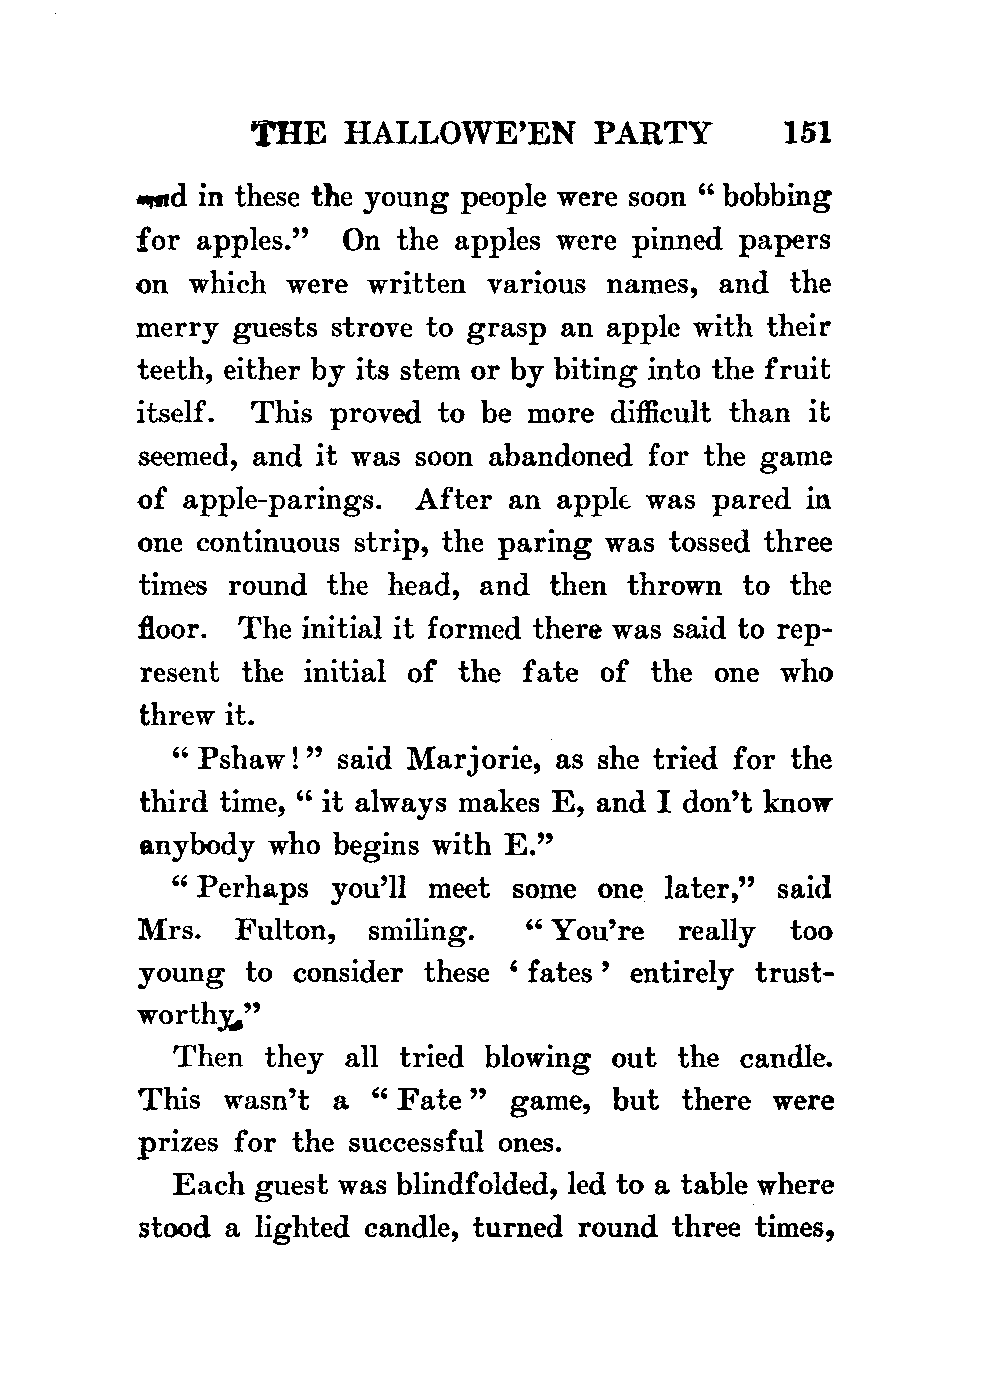 THE HALLOWE'EN PARTY 151
and in these the young people were soon " bobbing
for apples." On the apples were pinned papers
on which were written various names, and the
merry guests strove to grasp an apple with their
teeth, either by its stem or by biting into the fruit
itself. This proved to be more difficult than it
seemed, and it was soon abandoned for the game
of apple-parings. After an apple was pared in
one continuous strip, the paring was tossed three
times round the head, and then thrown to the
floor. The initial it formed there was said to rep-
resent the initial of the fate of the one who
threw it.
" Pshaw! " said Marjorie, as she tried for the
third time, " it always makes E, and I don't know
anybody who begins with E."
" Perhaps you'll meet some one later," said
Mrs. Fulton, smiling. " You're really too
young to consider these ' fates ' entirely trust-
worthy."
Then they all tried blowing out the candle.
This wasn't a " Fate " game, but there were
prizes for the successful ones.
Each guest was blindfolded, led to a table where
stood a lighted candle, turned round three times,